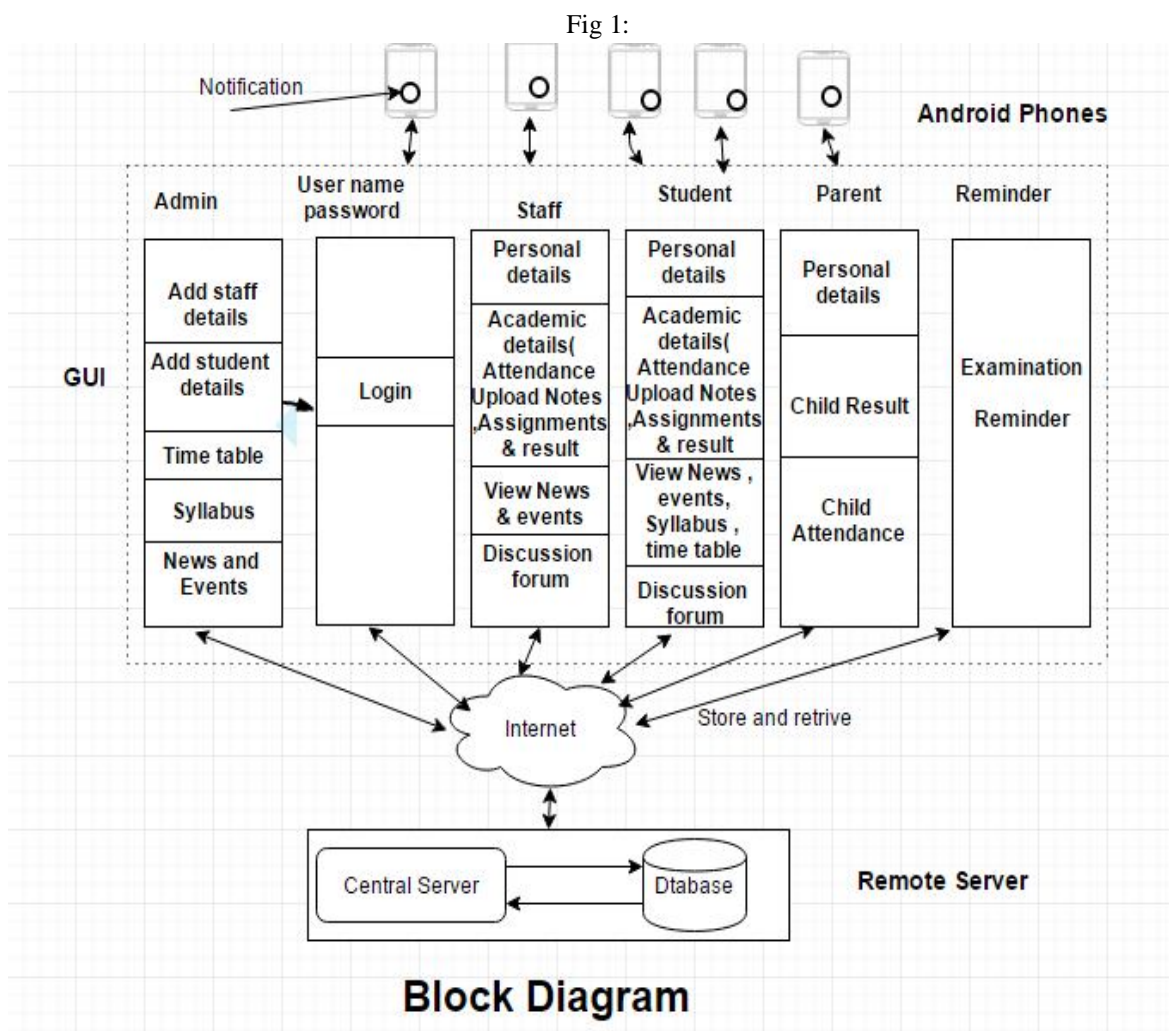 Fig 1:
Notification
Android Phones
Admin
User name
password
Staff
Student
Parent
Reminder
GUI
Add staff
details
Add student
details
Time table
Syllabus
News and
Events
Login
Personal
details
Academic
details(
Attendance
Upload Notes
,Assignments
& result
View News
& events
Discussion
forum
Personal
details
Academic
details(
Attendance
Upload Notes
,Assignments
& result
View News ,
events,
Syllabus ,
time table
Discussion
forum
Personal
details
Child Result
Child
Attendance
Examination
Reminder
Internet
Store and retrive
Central Server
Dtabase
Remote Server
Block Diagram